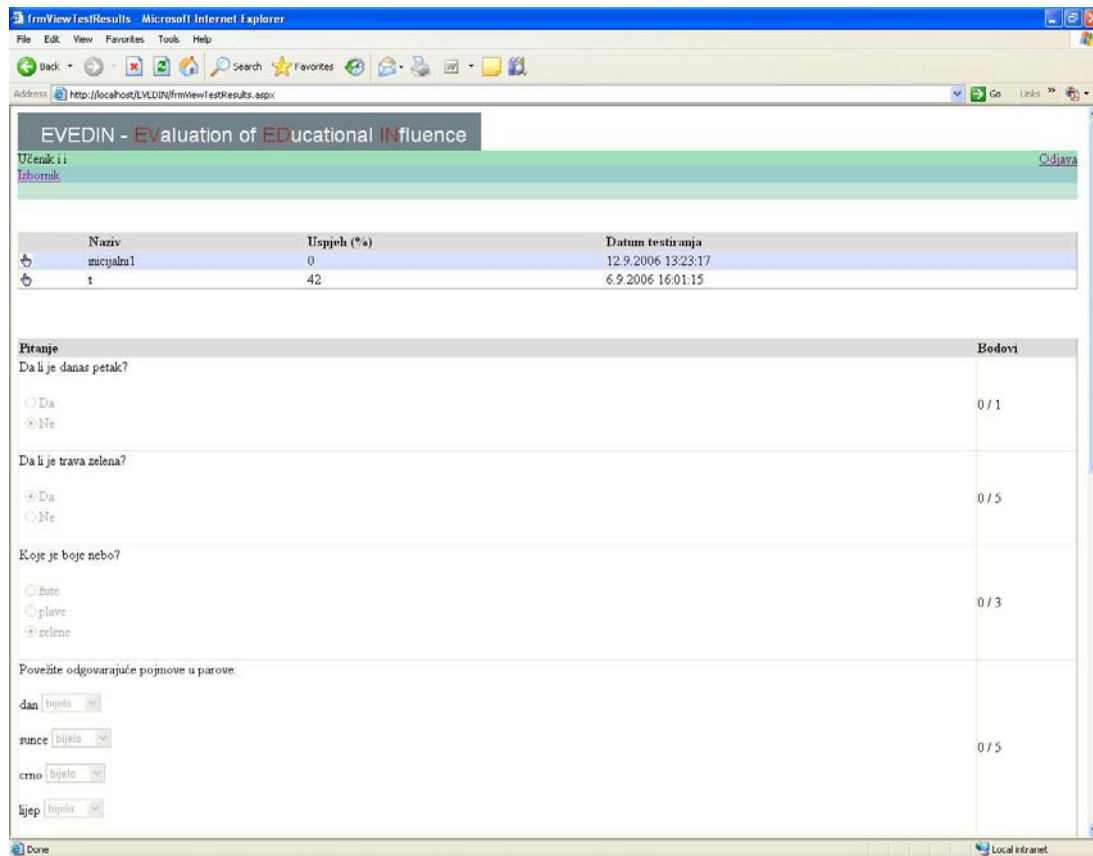 frmViewTestResults - Microsoft Internet Explorer
File Edit View Favorites Tools Help
Back Search Favorites
Address http://localhost/EVEDIN/frmViewTestResults.aspx Go Links »
EVEDIN - EValuation of EDucational INfluence
Učenik i i Odjava
Izbornik
Naziv Uspjeh (%) Datum testiranja
inicijalni1 0 12.9.2006 13:23:17
t 42 6.9.2006 16:01:15
Pitanje Bodovi
Da li je danas petak?
Da
0 / 1
Ne
Da li je trava zelena?
Da
0 / 5
Ne
Koje je boje nebo?
žute
plave
0 / 3
zelene
Povežite odgovarajuće pojmove u parove:
dan bijelo
sunce bijelo
0 / 5
crno bijelo
lijep bijelo
Done Local intranet